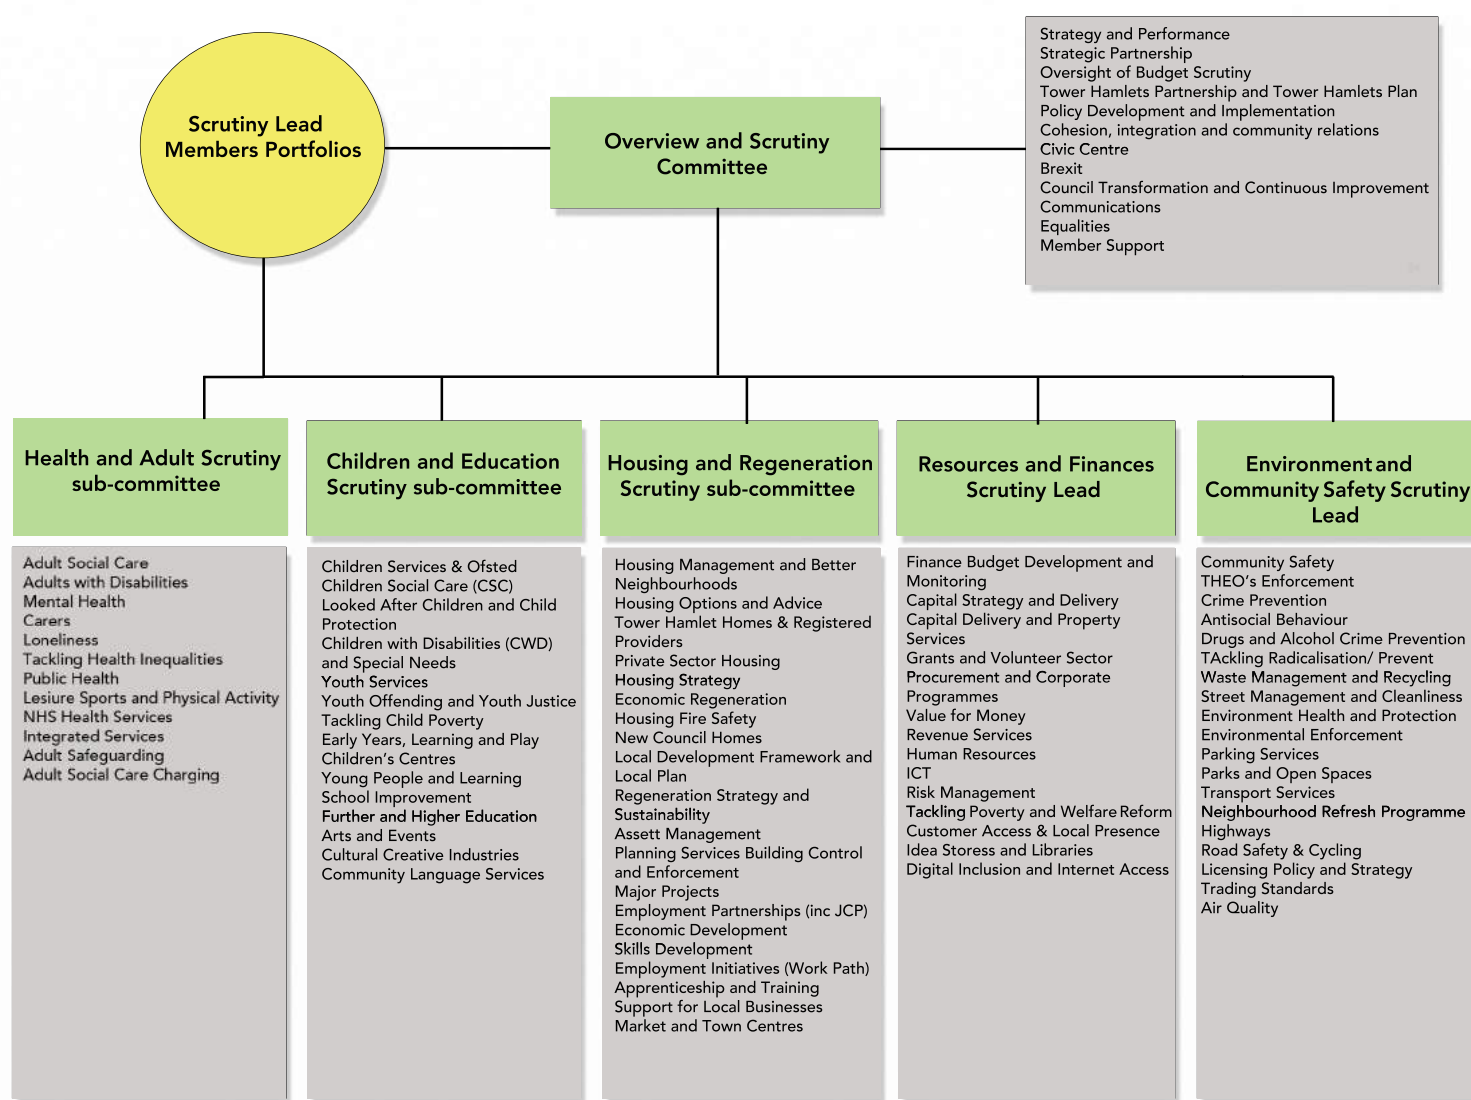 Scrutiny Lead
Members Portfolios
Overview and Scrutiny
Committee
Strategy and Performance
Strategic Partnership
Oversight of Budget Scrutiny
Tower Hamlets Partnership and Tower Hamlets Plan
Policy Development and Implementation
Cohesion, integration and community relations
Civic Centre
Brexit
Council Transformation and Continuous Improvement
Communications
Equalities
Member Support
Health and Adult Scrutiny
sub-committee
Adult Social Care
Adults with Disabilities
Mental Health
Carers
Loneliness
Tackling Health Inequalities
Public Health
Lesiure Sports and Physical Activity
NHS Health Services
Integrated Services
Adult Safeguarding
Adult Social Care Charging
Children and Education
Scrutiny sub-committee
Children Services & Ofsted
Children Social Care (CSC)
Looked After Children and Child
Protection
Children with Disabilities (CWD)
and Special Needs
Youth Services
Youth Offending and Youth Justice
Tackling Child Poverty
Early Years, Learning and Play
Children's Centres
Young People and Learning
School Improvement
Further and Higher Education
Arts and Events
Cultural Creative Industries
Community Language Services
Housing and Regeneration
Scrutiny sub-committee
Housing Management and Better
Neighbourhoods
Housing Options and Advice
Tower Hamlet Homes & Registered
Providers
Private Sector Housing
Housing Strategy
Economic Regeneration
Housing Fire Safety
New Council Homes
Local Development Framework and
Local Plan
Regeneration Strategy and
Sustainability
Assett Management
Planning Services Building Control
and Enforcement
Major Projects
Employment Partnerships (inc JCP)
Economic Development
Skills Development
Employment Initiatives (Work Path)
Apprenticeship and Training
Support for Local Businesses
Market and Town Centres
Resources and Finances
Scrutiny Lead
Finance Budget Development and
Monitoring
Capital Strategy and Delivery
Capital Delivery and Property
Services
Grants and Volunteer Sector
Procurement and Corporate
Programmes
Value for Money
Revenue Services
Human Resources
ICT
Risk Management
Tackling Poverty and Welfare Reform
Customer Access & Local Presence
Idea Storess and Libraries
Digital Inclusion and Internet Access
Environment and
Community Safety Scrutiny
Lead
Community Safety
THEO's Enforcement
Crime Prevention
Antisocial Behaviour
Drugs and Alcohol Crime Prevention
TAckling Radicalisation/ Prevent
Waste Management and Recycling
Street Management and Cleanliness
Environment Health and Protection
Environmental Enforcement
Parking Services
Parks and Open Spaces
Transport Services
Neighbourhood Refresh Programme
Highways
Road Safety & Cycling
Licensing Policy and Strategy
Trading Standards
Air Quality